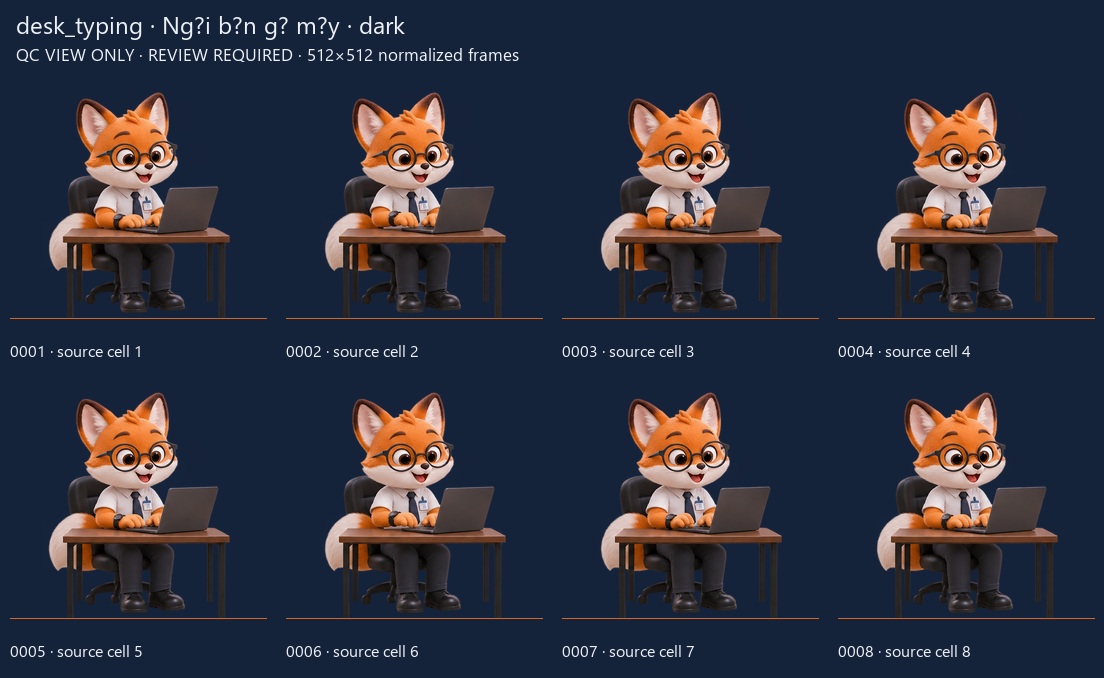 desk_typing · Ng?i b?n g? m?y · dark
QC VIEW ONLY · REVIEW REQUIRED · 512×512 normalized frames
0001 · source cell 1
0002 · source cell 2
0003 · source cell 3
0004 · source cell 4
0005 · source cell 5
0006 · source cell 6
0007 · source cell 7
0008 · source cell 8